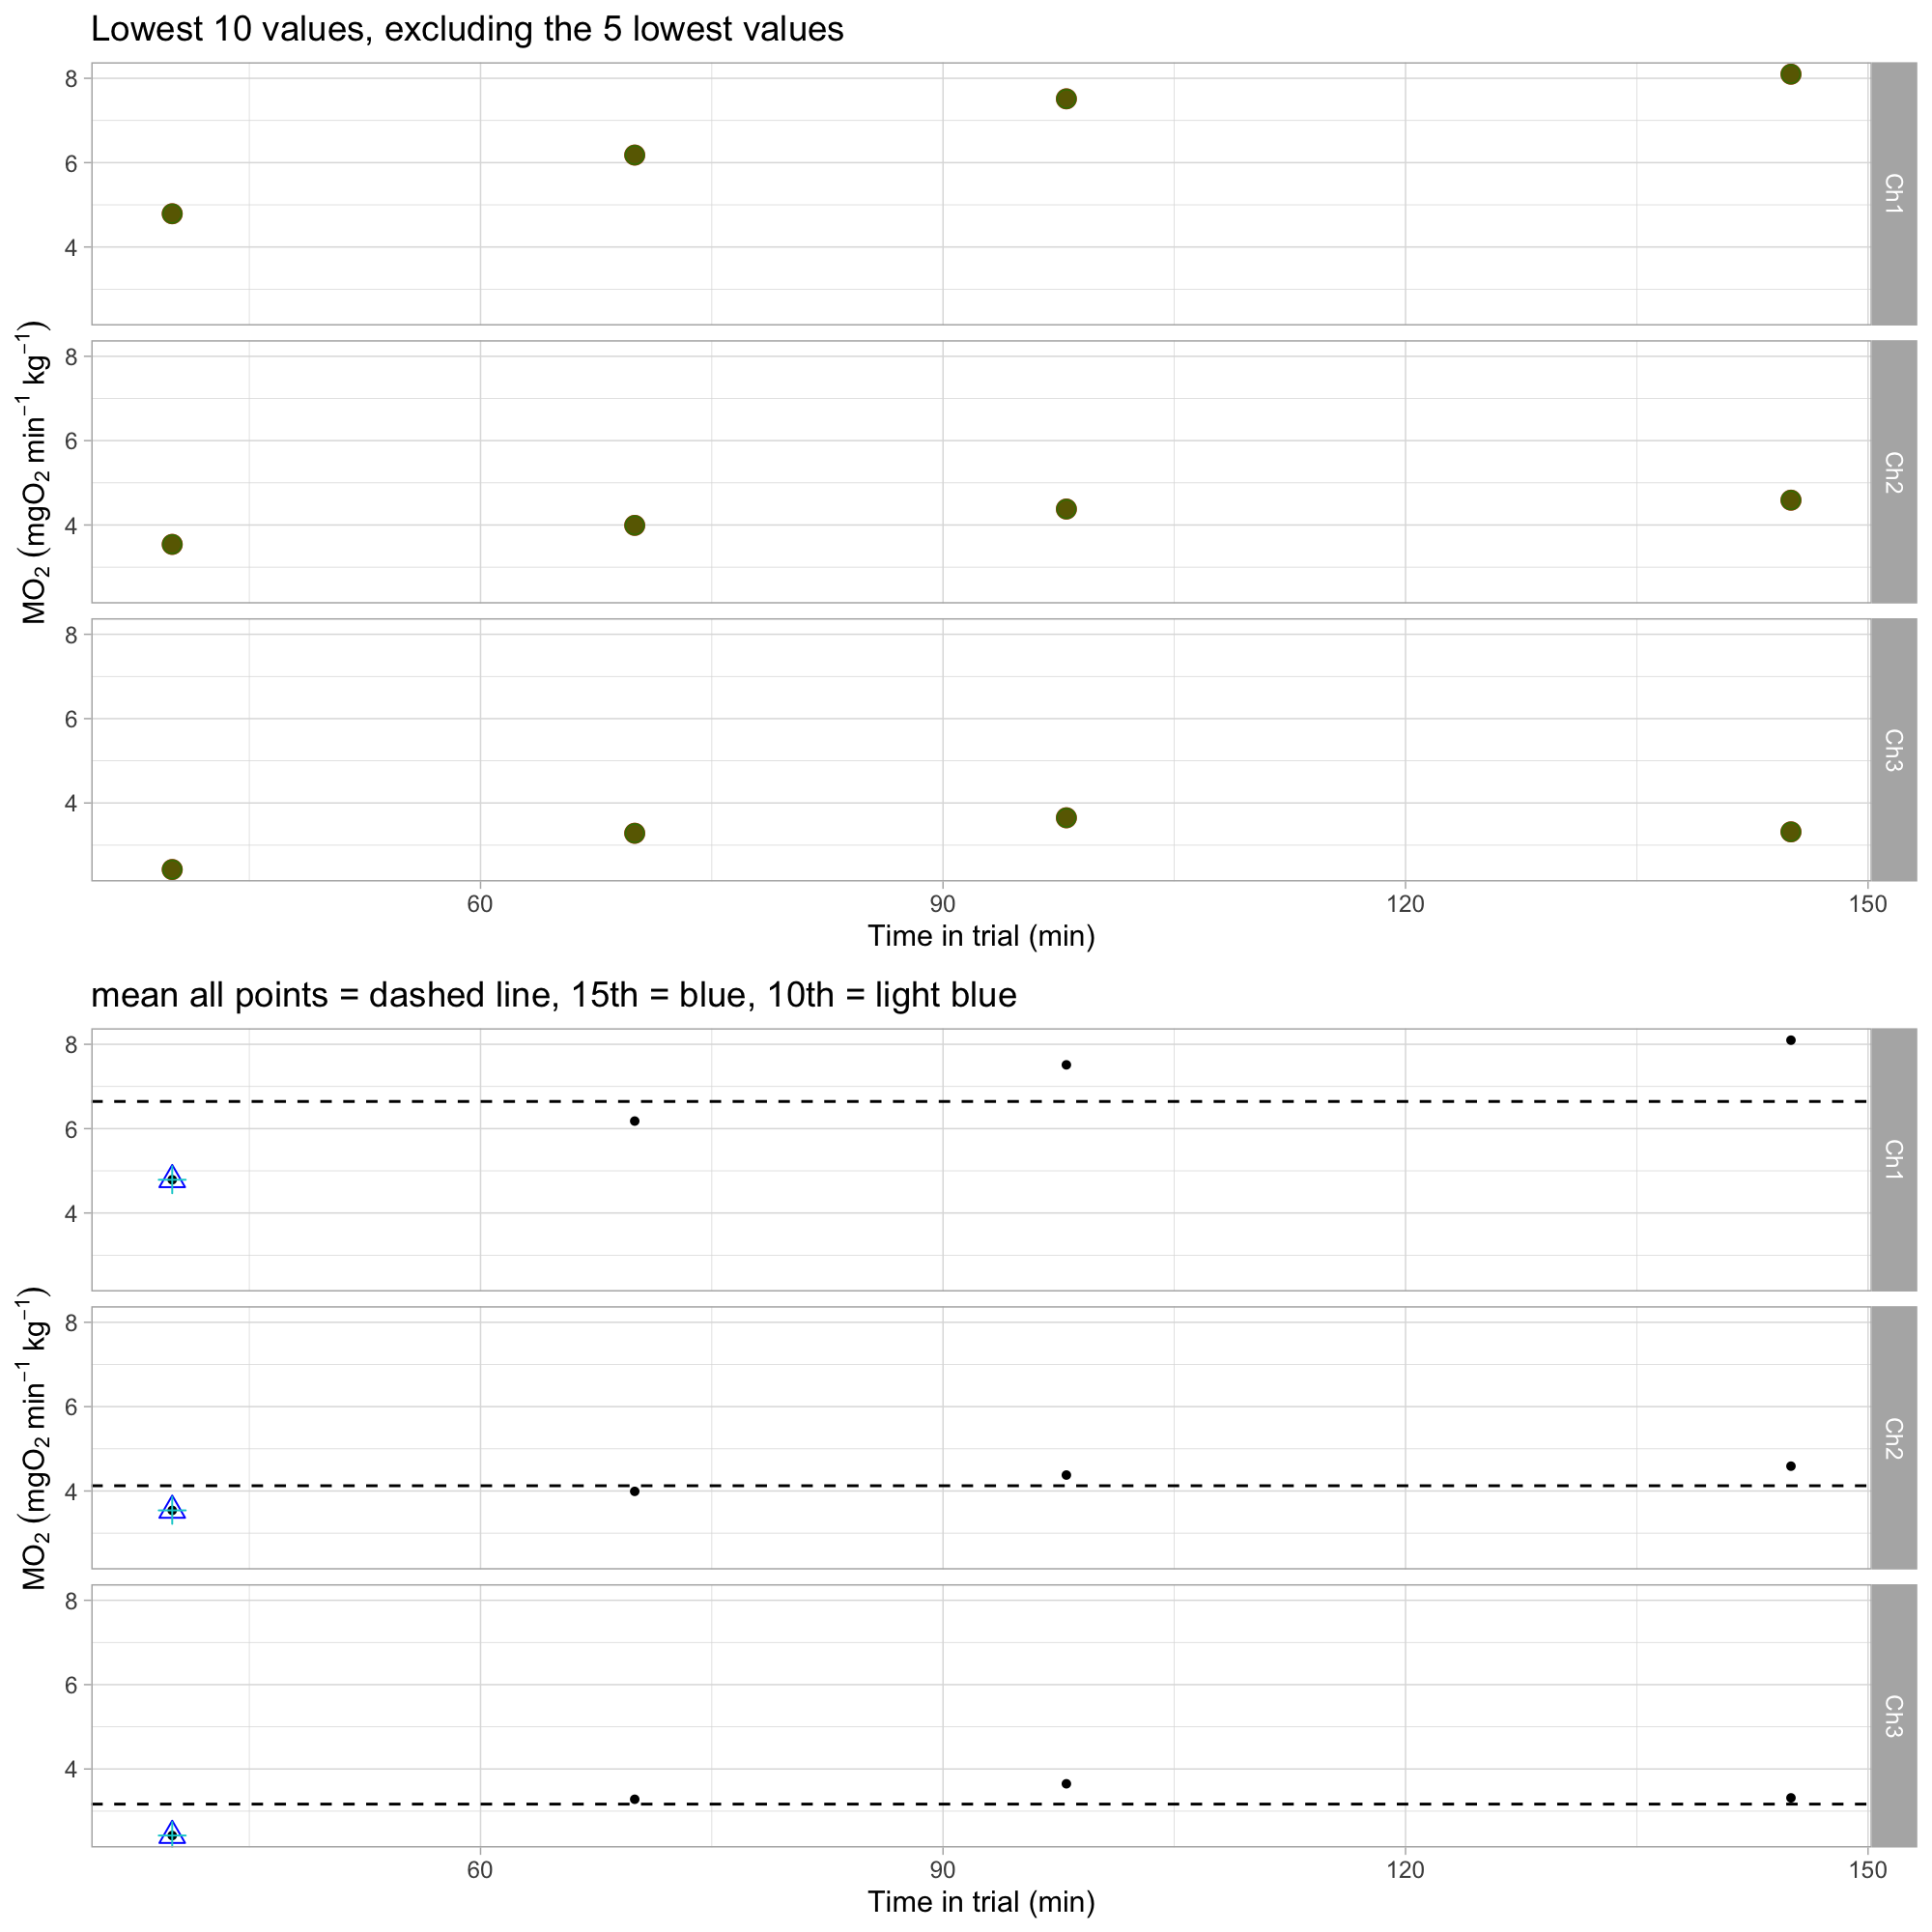 Lowest 10 values, excluding the 5 lowest values
MO₂ (mgO₂ min⁻¹ kg⁻¹)
8
6
4
Ch1
8
6
4
Ch2
8
6
4
Ch3
60 90 120 150
Time in trial (min)
mean all points = dashed line, 15th = blue, 10th = light blue
MO₂ (mgO₂ min⁻¹ kg⁻¹)
8
6
4
Ch1
8
6
4
Ch2
8
6
4
Ch3
60 90 120 150
Time in trial (min)